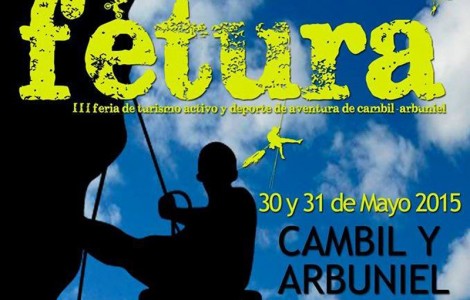 fetura
III feria de turismo activo y deporte de aventura de cambil-arbuniel
30 y 31 de Mayo 2015
CAMBIL Y
ARBUNIEL